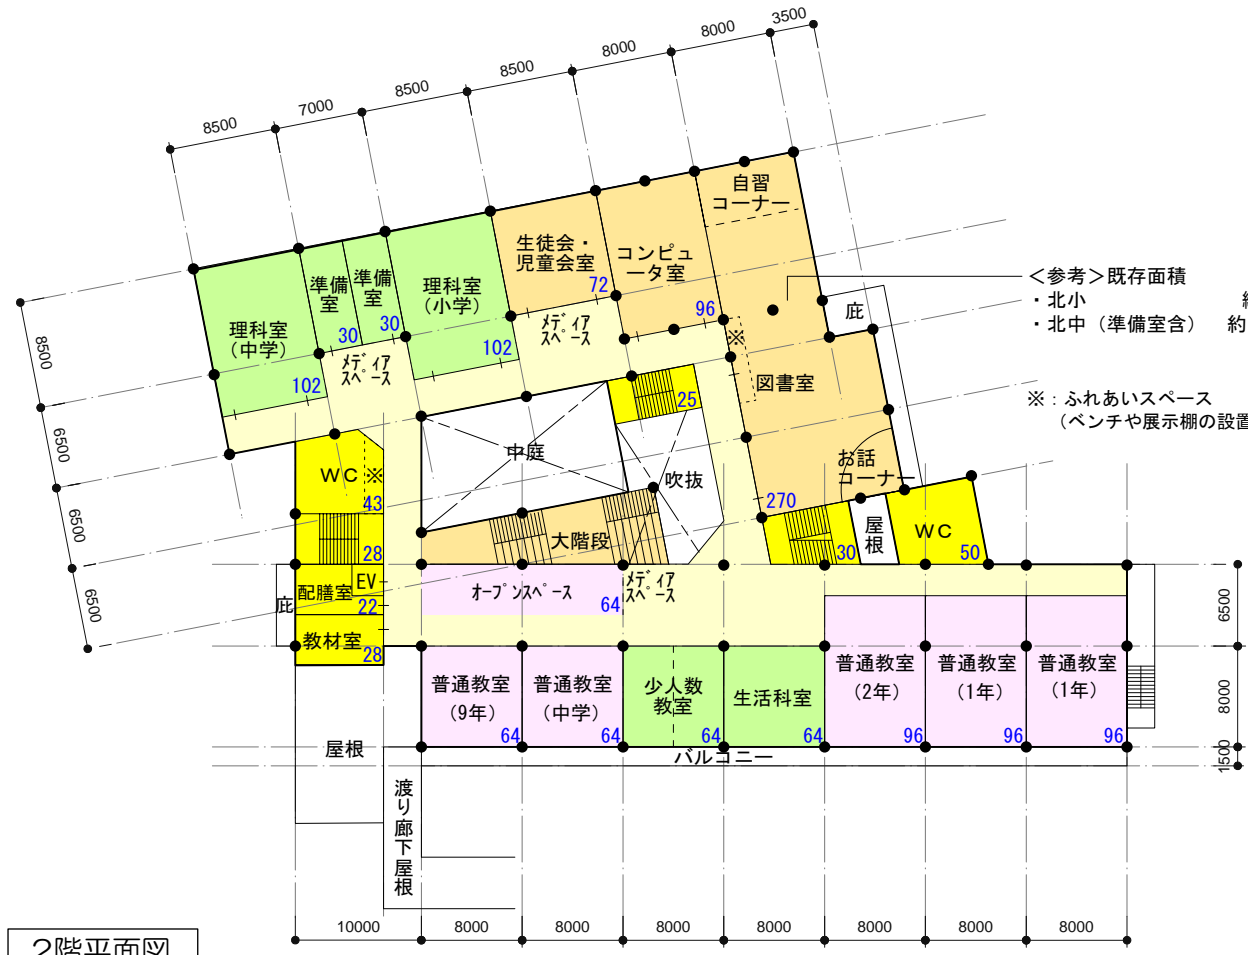 8500
7000
8500
8500
8000
8000
3500
8500
6500
6500
6500
自習
コーナー
生徒会・
児童会室
72
コンピュ
ータ室
96
準備
室
30
準備
室
30
理科室
(小学)
102
理科室
(中学)
102
メディア
スペース
メディア
スペース
※
図書室
270
お話
コーナー
庇
<参考>既存面積
・北小
・北中(準備室含) 約
※:ふれあいスペース
(ベンチや展示棚の設置
25
中庭
吹抜
大階段
WC
※
43
28
30
屋根
WC
50
EV
配膳室
22
庇
教材室
28
オープンスペース
64
メディア
スペース
普通教室
(9年)
64
普通教室
(中学)
64
少人数
教室
64
生活科室
64
普通教室
(2年)
96
普通教室
(1年)
96
普通教室
(1年)
96
バルコニー
屋根
渡り廊下屋根
6500
8000
1500
10000
8000
8000
8000
8000
8000
8000
8000
2階平面図